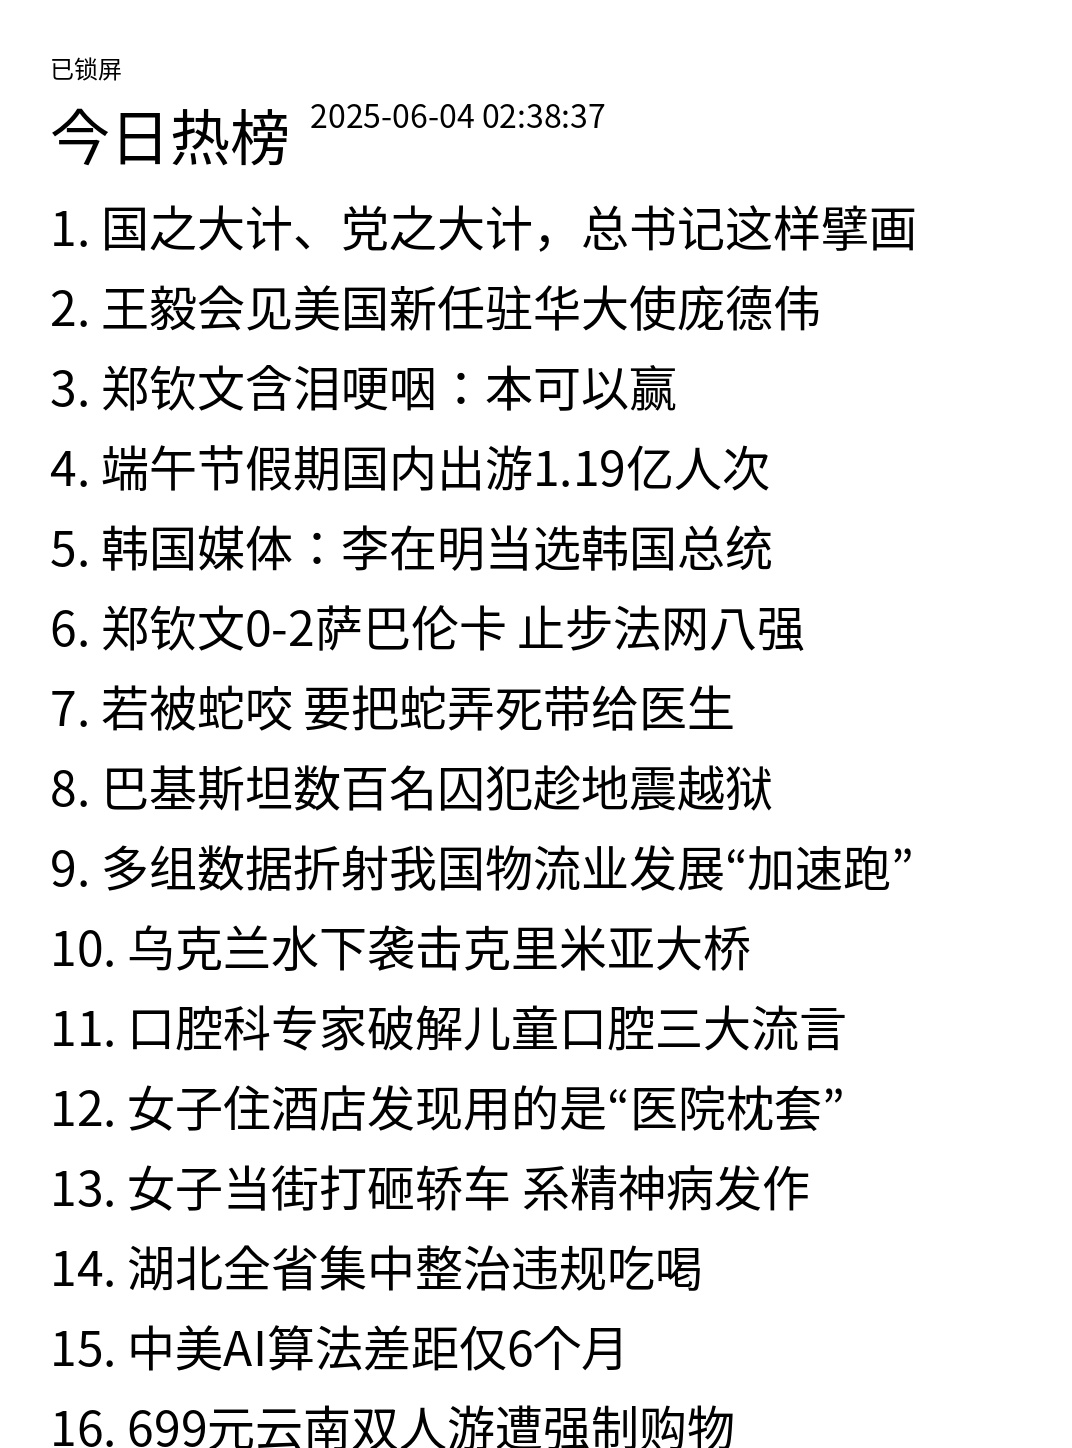 已锁屏
今日热榜 2025-06-04 02:38:37
1. 国之大计、党之大计，总书记这样擘画
2. 王毅会见美国新任驻华大使庞德伟
3. 郑钦文含泪哽咽：本可以赢
4. 端午节假期国内出游1.19亿人次
5. 韩国媒体：李在明当选韩国总统
6. 郑钦文0-2萨巴伦卡 止步法网八强
7. 若被蛇咬 要把蛇弄死带给医生
8. 巴基斯坦数百名囚犯趁地震越狱
9. 多组数据折射我国物流业发展“加速跑”
10. 乌克兰水下袭击克里米亚大桥
11. 口腔科专家破解儿童口腔三大流言
12. 女子住酒店发现用的是“医院枕套”
13. 女子当街打砸轿车 系精神病发作
14. 湖北全省集中整治违规吃喝
15. 中美AI算法差距仅6个月
16. 699元云南双人游遭强制购物